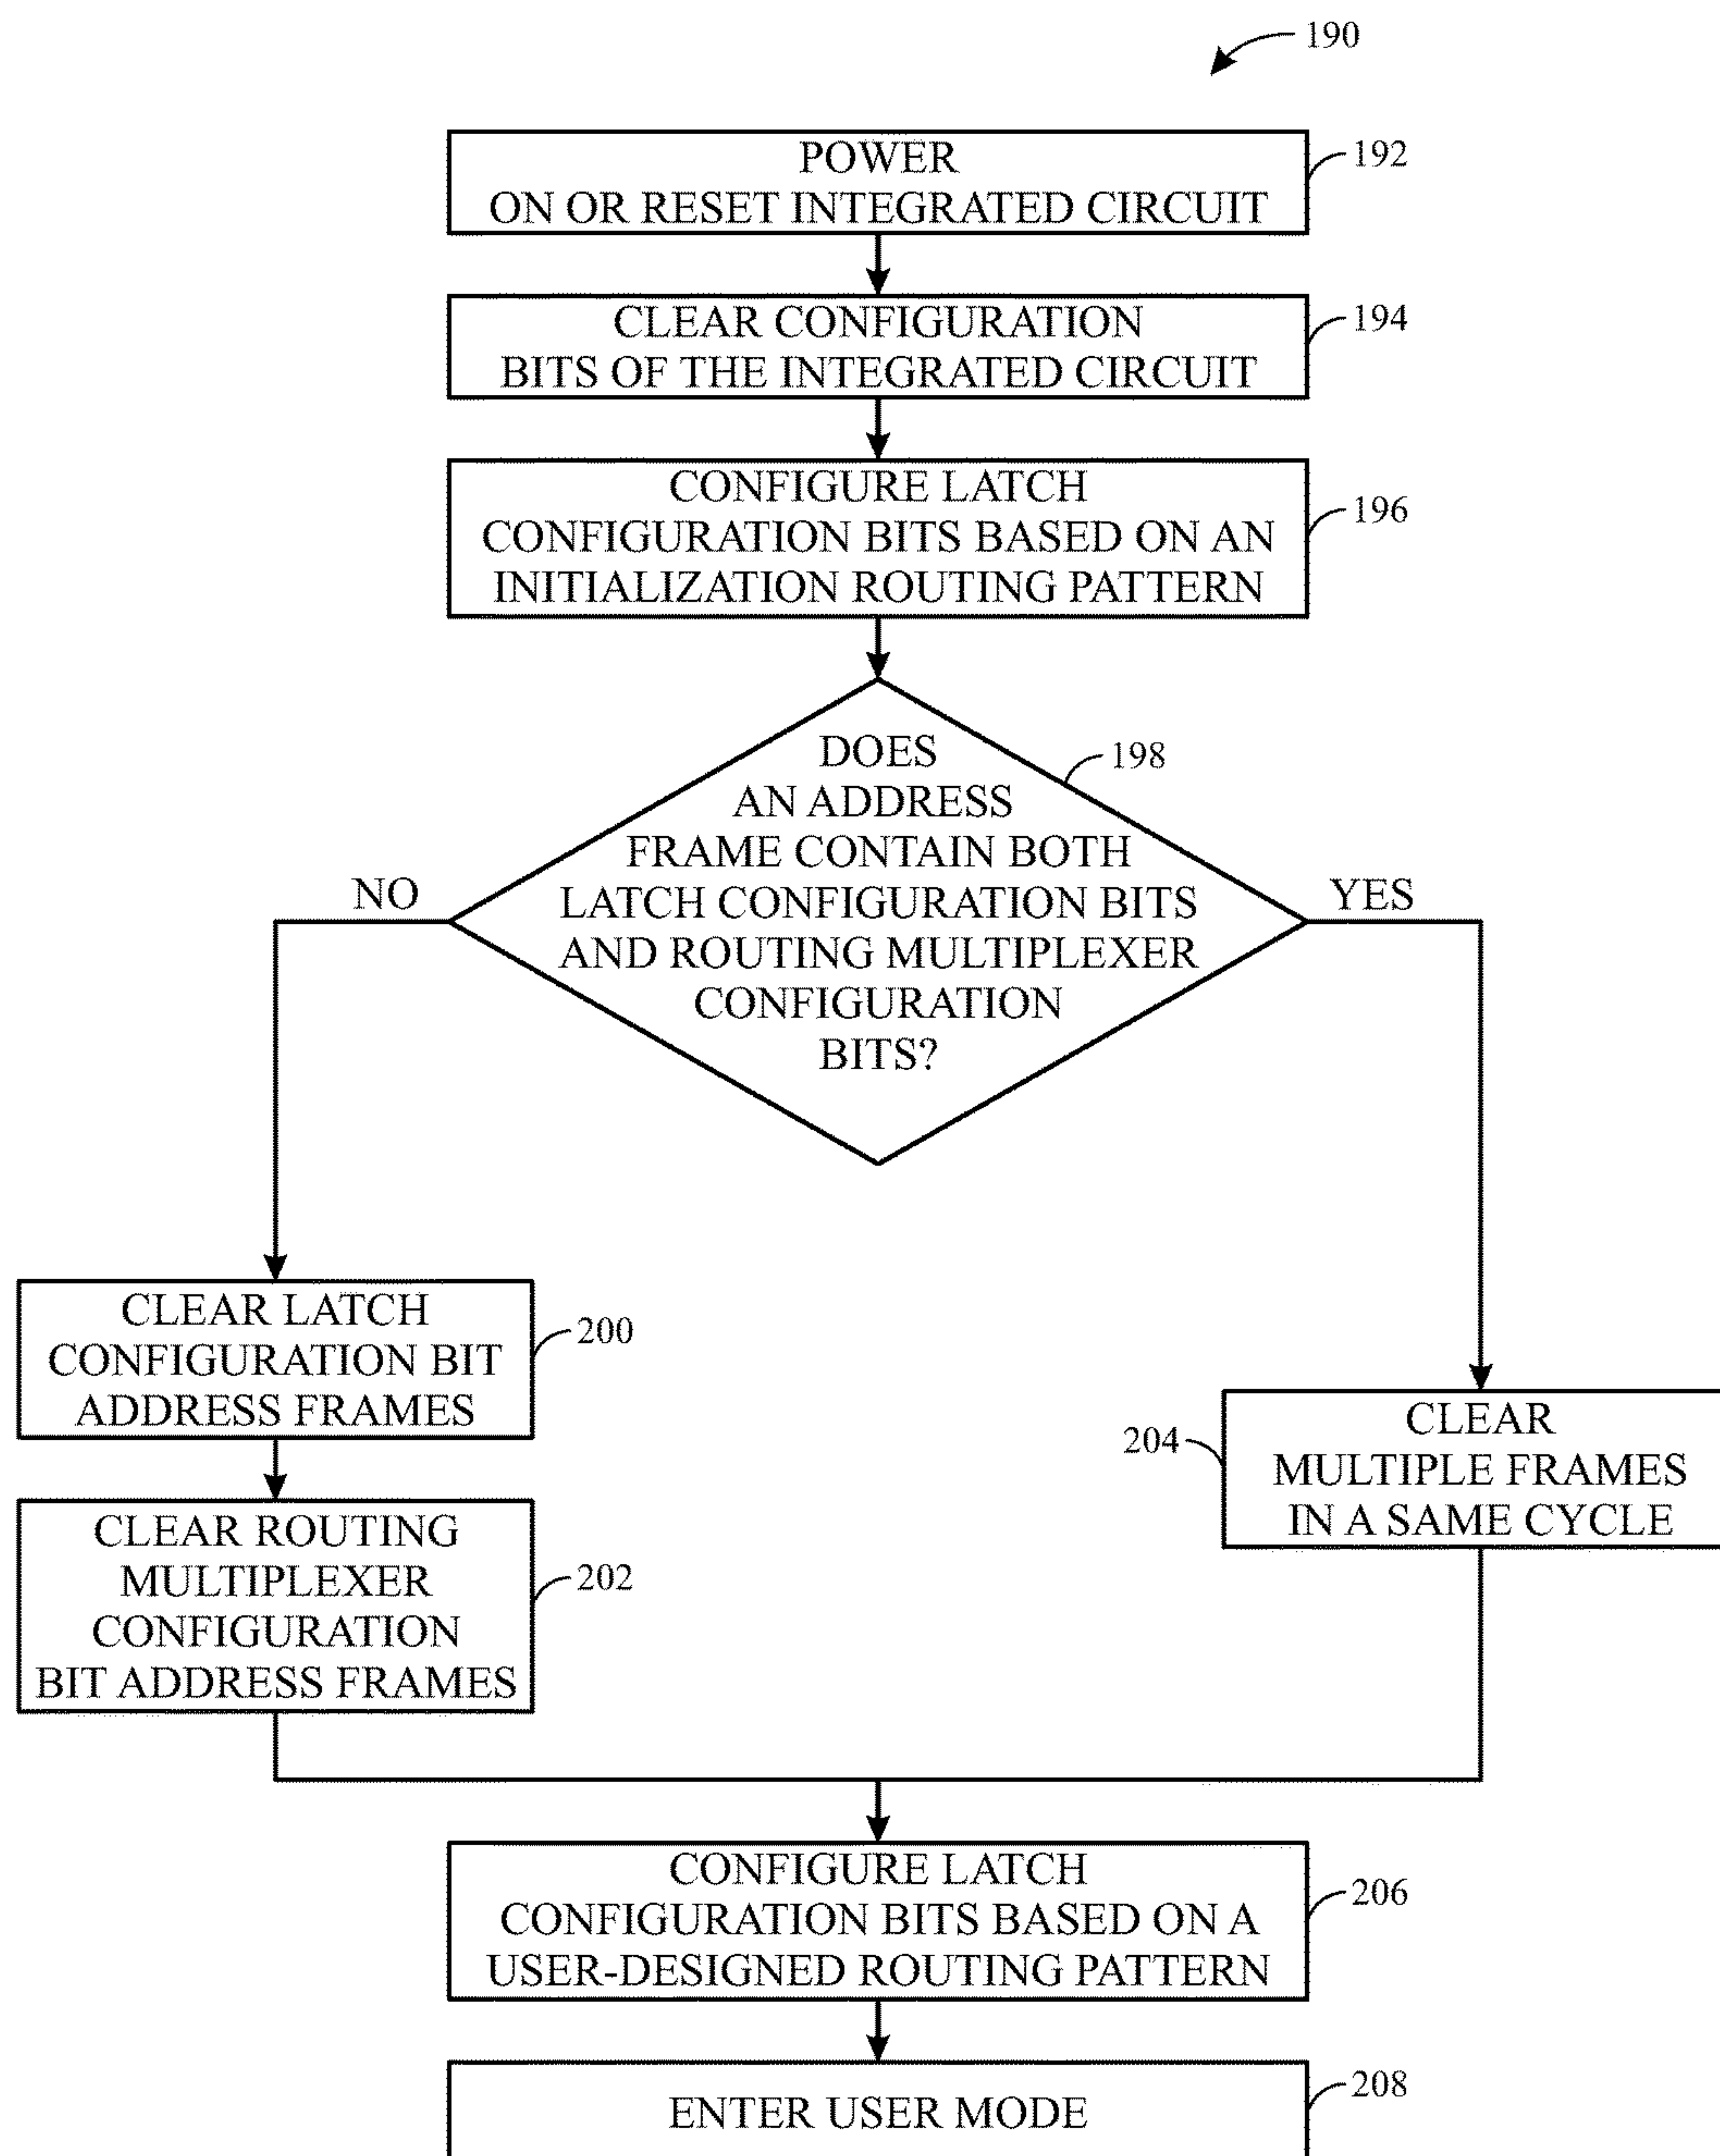 190
POWER
ON OR RESET INTEGRATED CIRCUIT
192
CLEAR CONFIGURATION
BITS OF THE INTEGRATED CIRCUIT
194
CONFIGURE LATCH
CONFIGURATION BITS BASED ON AN
INITIALIZATION ROUTING PATTERN
196
DOES
AN ADDRESS
FRAME CONTAIN BOTH
LATCH CONFIGURATION BITS
AND ROUTING MULTIPLEXER
CONFIGURATION
BITS?
198
NO
YES
CLEAR LATCH
CONFIGURATION BIT
ADDRESS FRAMES
200
CLEAR ROUTING
MULTIPLEXER
CONFIGURATION
BIT ADDRESS FRAMES
202
CLEAR
MULTIPLE FRAMES
IN A SAME CYCLE
204
CONFIGURE LATCH
CONFIGURATION BITS BASED ON A
USER-DESIGNED ROUTING PATTERN
206
ENTER USER MODE
208